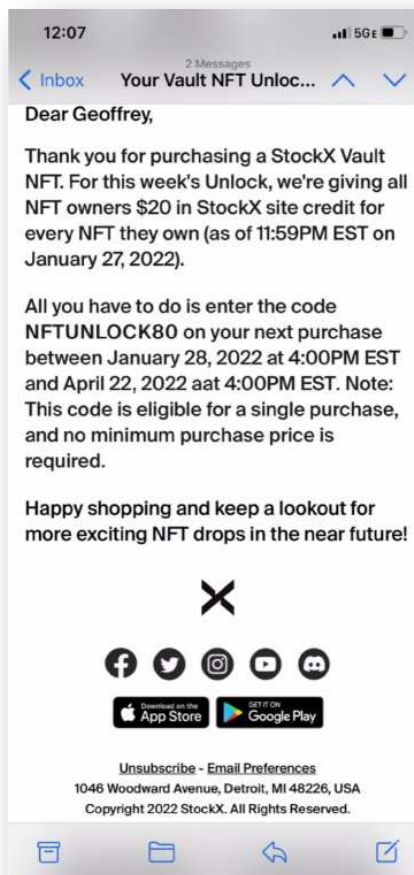 12:07
5GE
Inbox
2 Messages
Your Vault NFT Unloc...
Dear Geoffrey,
Thank you for purchasing a StockX Vault
NFT. For this week's Unlock, we're giving all
NFT owners $20 in StockX site credit for
every NFT they own (as of 11:59PM EST on
January 27, 2022).
All you have to do is enter the code
NFTUNLOCK80 on your next purchase
between January 28, 2022 at 4:00PM EST
and April 22, 2022 aat 4:00PM EST. Note:
This code is eligible for a single purchase,
and no minimum purchase price is
required.
Happy shopping and keep a lookout for
more exciting NFT drops in the near future!
Download on the
App Store
GET IT ON
Google Play
Unsubscribe - Email Preferences
1046 Woodward Avenue, Detroit, MI 48226, USA
Copyright 2022 StockX. All Rights Reserved.